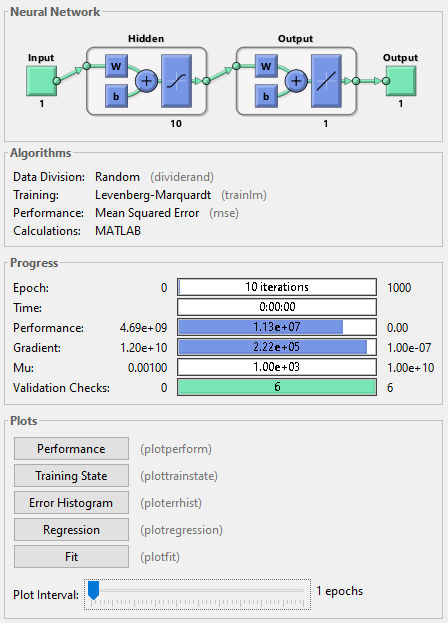 Neural Network
Hidden Output
Input Output
W W
b b
1 10 1 1
Algorithms
Data Division: Random (dividerand)
Training: Levenberg-Marquardt (trainlm)
Performance: Mean Squared Error (mse)
Calculations: MATLAB
Progress
Epoch: 0 10 iterations 1000
Time: 0:00:00
Performance: 4.69e+09 1.13e+07 0.00
Gradient: 1.20e+10 2.22e+05 1.00e-07
Mu: 0.00100 1.00e+03 1.00e+10
Validation Checks: 0 6 6
Plots
Performance (plotperform)
Training State (plottrainstate)
Error Histogram (ploterrhist)
Regression (plotregression)
Fit (plotfit)
Plot Interval: 1 epochs